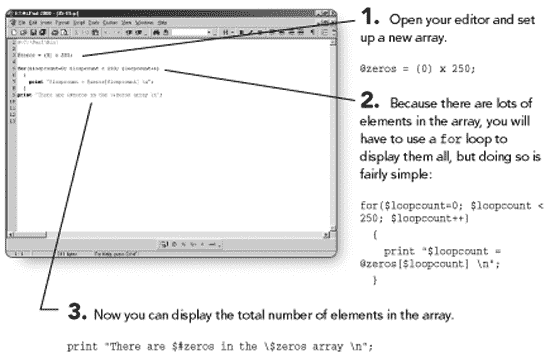 @zeros = (0) x 250;
{
}
1. Open your editor and set
up a new array.
@zeros = (0) x 250;
2. Because there are lots of
elements in the array, you will
have to use a for loop to
display them all, but doing so is
fairly simple:
for($loopcount=0; $loopcount <
250; $loopcount++)
{
print "$loopcount =
@zeros[$loopcount] \n";
}
3. Now you can display the total number of elements in the array.
print "There are $#zeros in the \$zeros array \n";